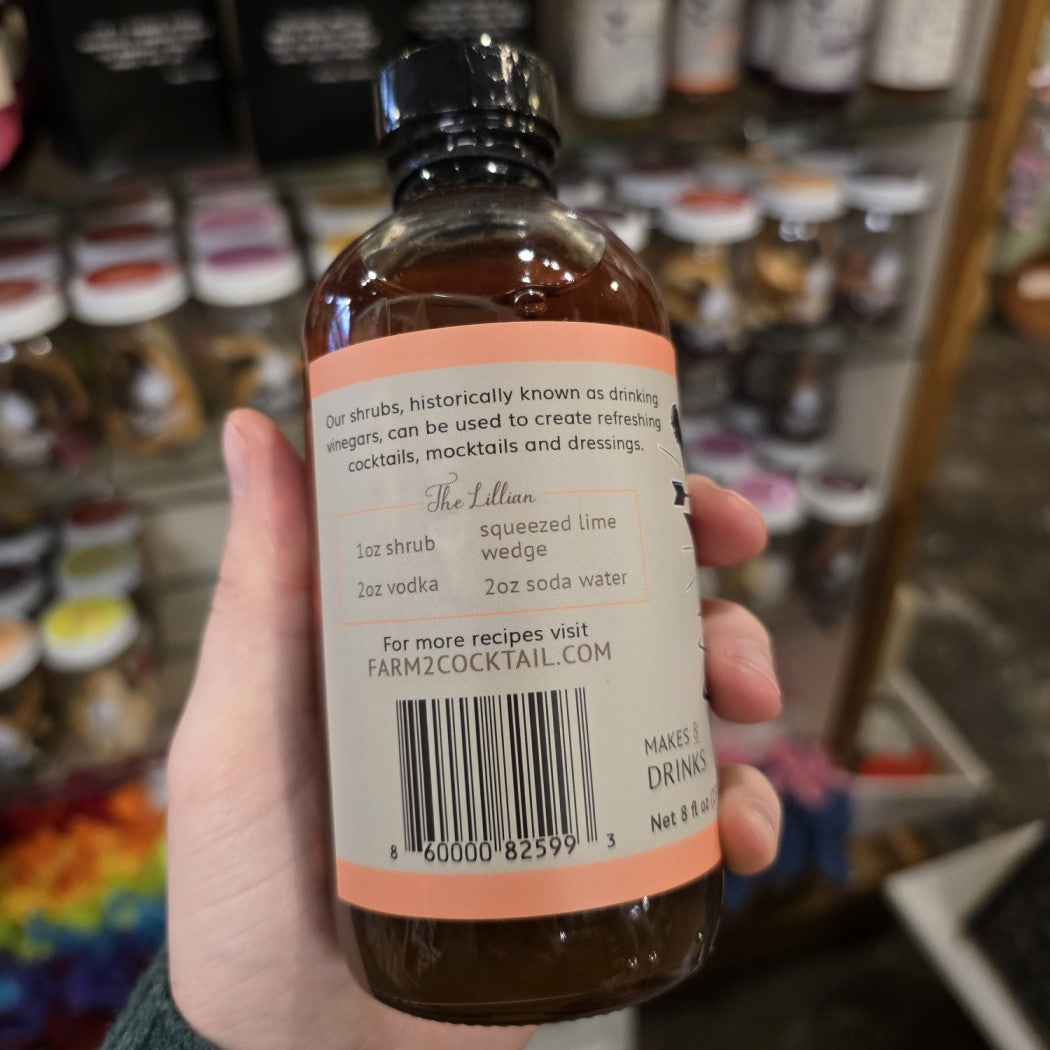 Our shrubs, historically known as drinking
vinegars, can be used to create refreshing
cocktails, mocktails and dressings.
The Lillian
1oz shrub
squeezed lime
wedge
2oz vodka
2oz soda water
For more recipes visit
FARM2COCKTAIL.COM
8 60000 82599 3
MAKES 8
DRINKS
Net 8 fl oz